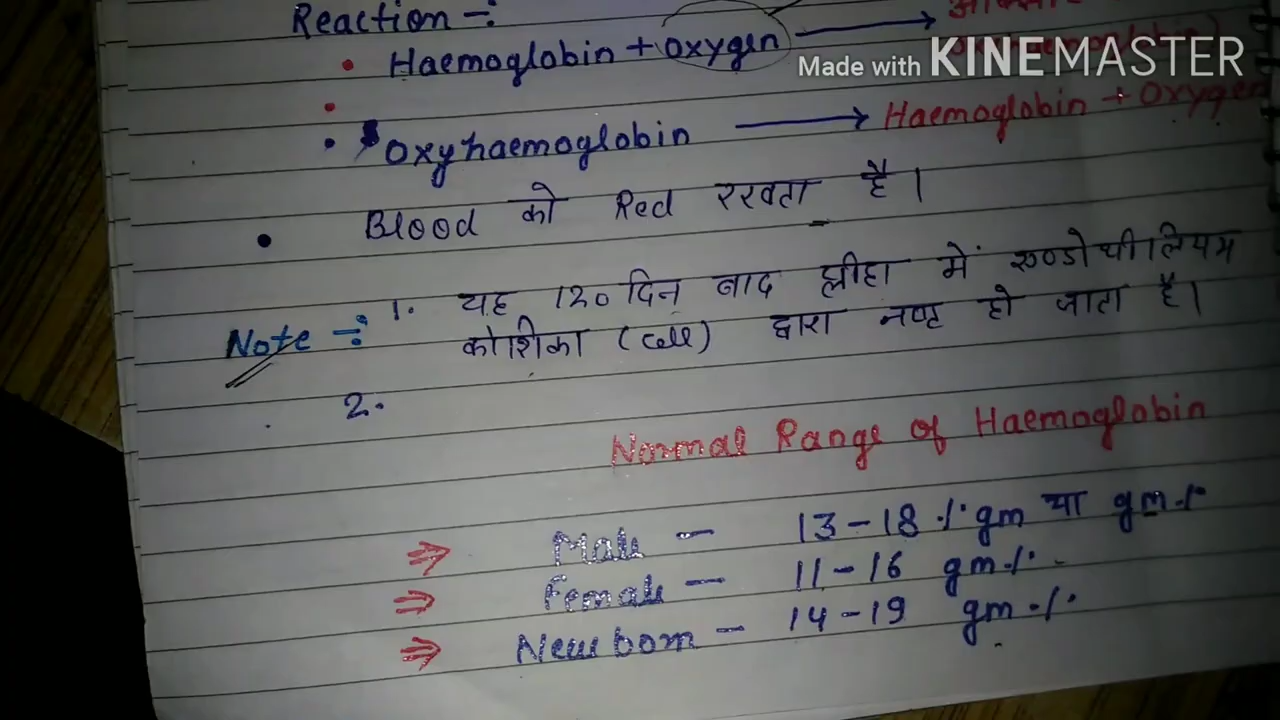 Reaction -:
• Haemoglobin + oxygen →
Made with KINEMASTER
• Oxyhaemoglobin → Haemoglobin + Oxygen
• Blood को Red रखता है।
Note -: 1. यह 120 दिन बाद प्लीहा में एण्डोथीलियम
कोशिका (Cell) द्वारा नष्ट हो जाता है।
2.
Normal Range of Haemoglobin
⇒ Male - 13-18 % gm या gm %
⇒ Female - 11-16 gm %
⇒ New born - 14-19 gm %